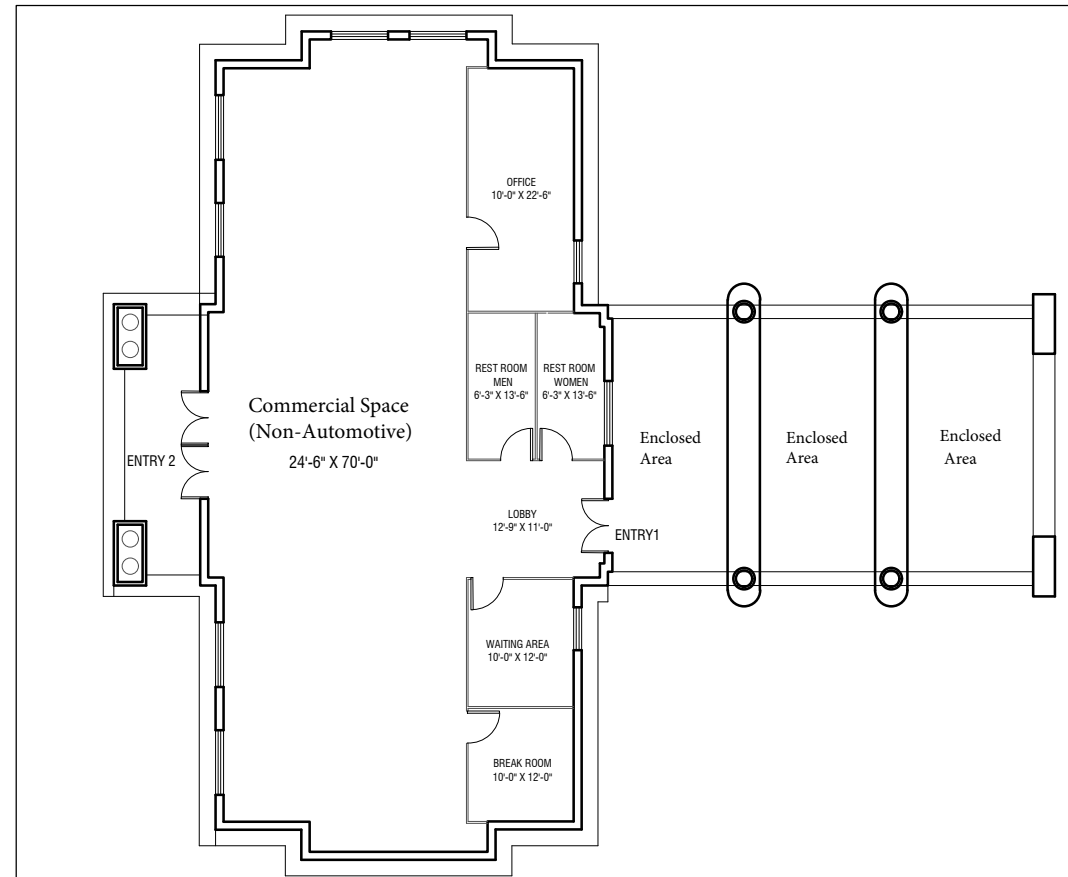 OFFICE
10'-0" X 22'-6"
REST ROOM
MEN
6'-3" X 13'-6"
REST ROOM
WOMEN
6'-3" X 13'-6"
Commercial Space
(Non-Automotive)
24'-6" X 70'-0"
ENTRY 2
Enclosed
Area
Enclosed
Area
Enclosed
Area
LOBBY
12'-9" X 11'-0"
ENTRY1
WAITING AREA
10'-0" X 12'-0"
BREAK ROOM
10'-0" X 12'-0"